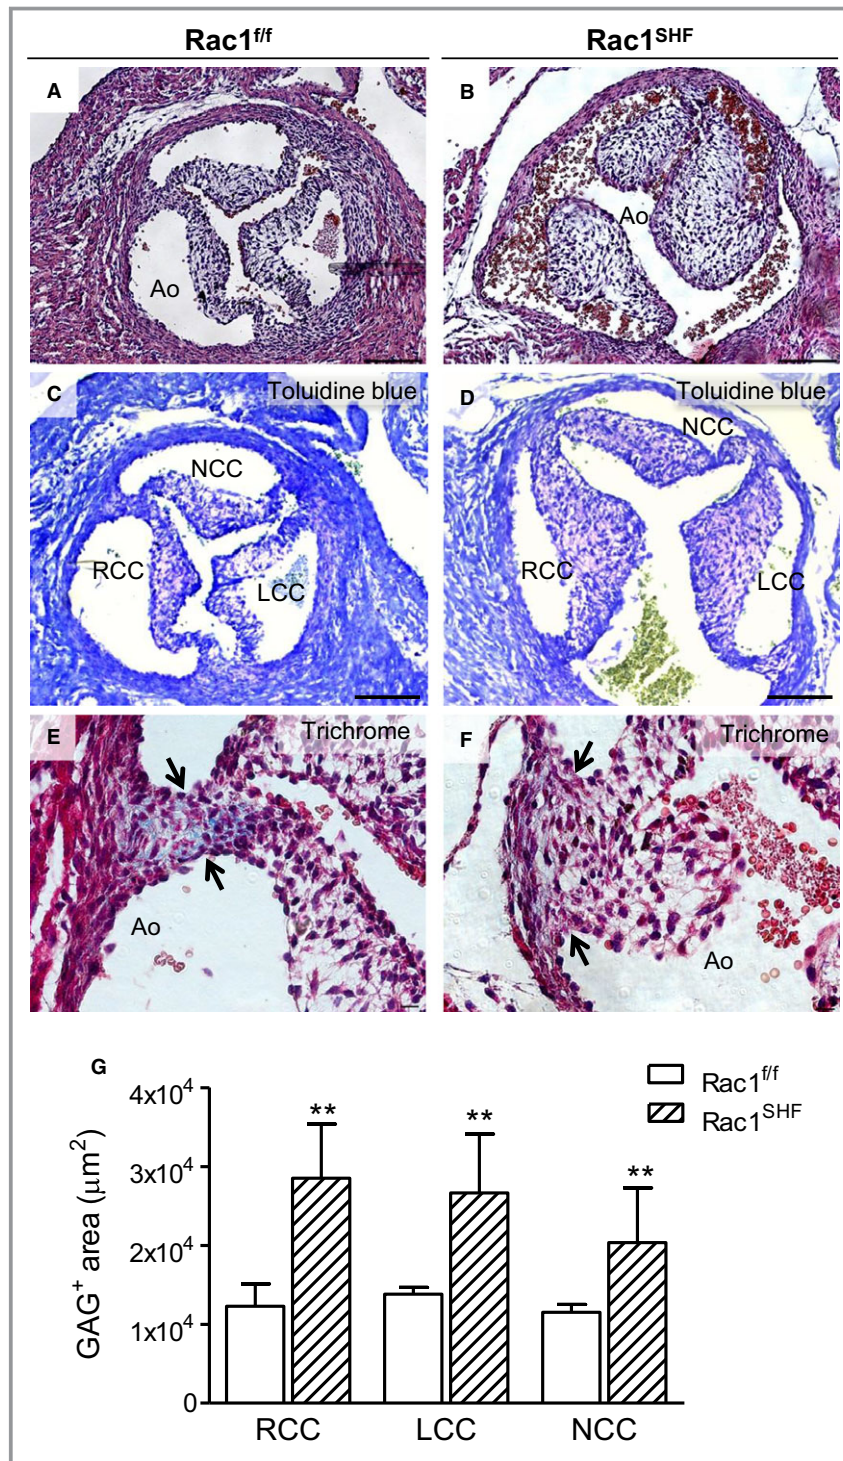 Rac1f/f Rac1SHF
A B
Ao Ao
C Toluidine blue D Toluidine blue
NCC NCC
RCC LCC RCC LCC
E Trichrome F Trichrome
Ao Ao
G
4x10⁴
3x10⁴
2x10⁴
1x10⁴
0
GAG⁺ area (μm²)
** ** **
Rac1f/f
Rac1SHF
RCC LCC NCC